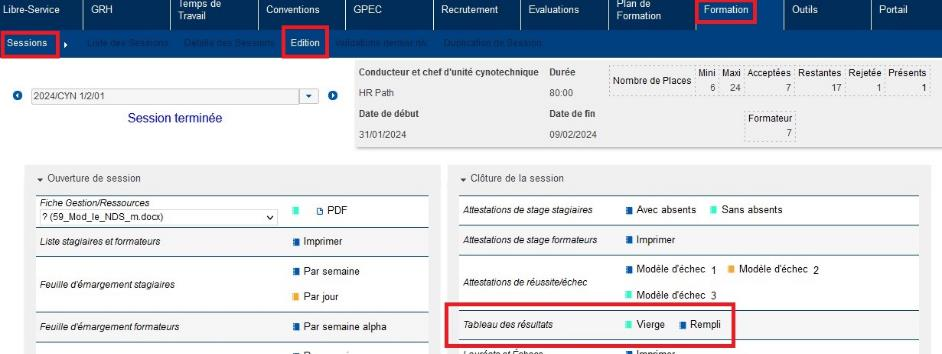 Libre-Service GRH Temps de Travail Conventions GPEC Recrutement Evaluations Plan de Formation Formation Outils Portail
Sessions Liste des Sessions Détails des Sessions Edition Validations dernier niv. Duplication de Session
2024/CYN 1/2/01
Session terminée
Conducteur et chef d'unité cynotechnique Durée
HR Path 80:00
Date de début Date de fin
31/01/2024 09/02/2024
Nombre de Places Mini Maxi Acceptées Restantes Rejetée Présents
6 24 7 17 1 1
Formateur
7
Ouverture de session
Fiche Gestion/Ressources
? (59_Mod_le_NDS_m.docx) PDF
Liste stagiaires et formateurs Imprimer
Feuille d'émargement stagiaires Par semaine
Par jour
Feuille d'émargement formateurs Par semaine alpha
Clôture de la session
Attestations de stage stagiaires Avec absents Sans absents
Attestations de stage formateurs Imprimer
Attestations de réussite/échec Modèle d'échec 1 Modèle d'échec 2
Modèle d'échec 3
Tableau des résultats Vierge Rempli
Lauréats et Échecs Imprimer